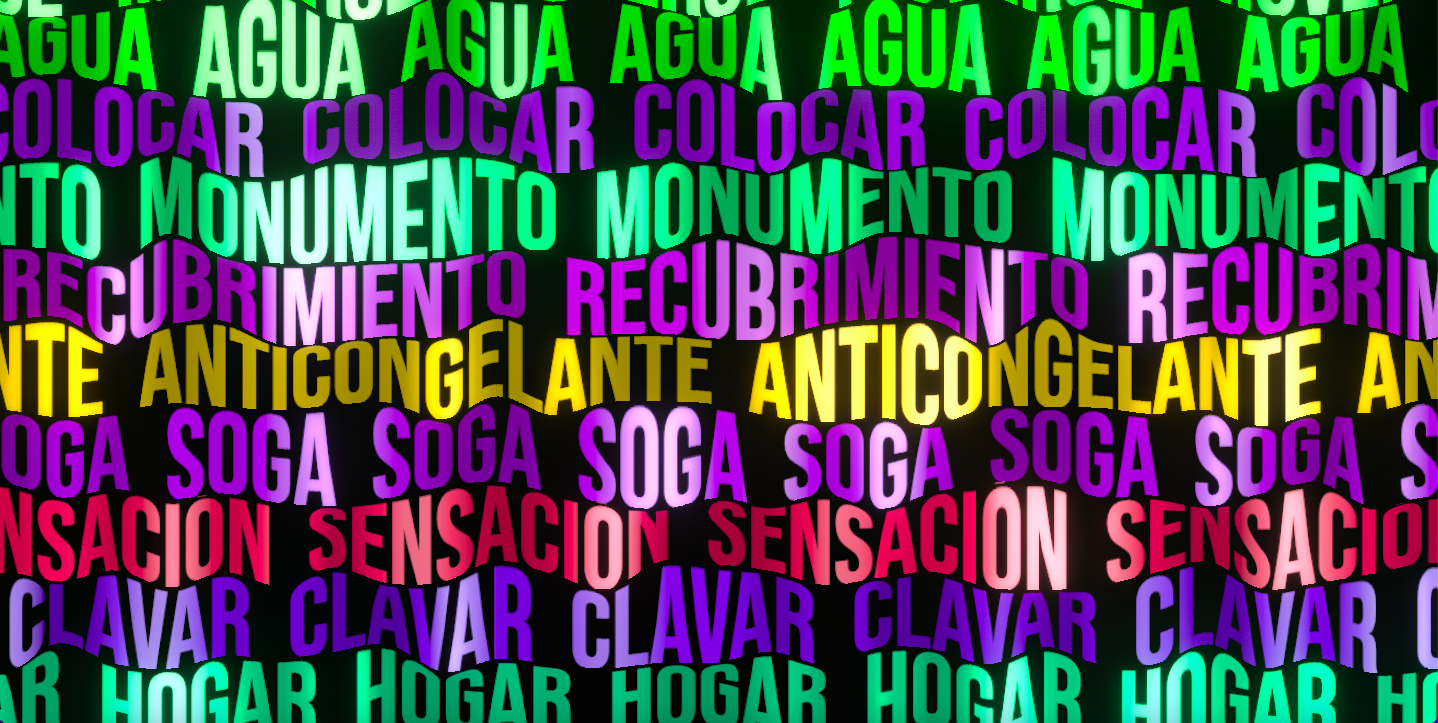 AGUA AGUA AGUA AGUA AGUA AGUA AGUA
COLOCAR COLOCAR COLOCAR COLOCAR COLOC
NTO MONUMENTO MONUMENTO MONUMENTO
RECUBRIMIENTO RECUBRIMIENTO RECUBRIM
NTE ANTICONGELANTE ANTICONGELANTE AN
OGA SOGA SOGA SOGA SOGA SOGA SOGA S
NSACION SENSACION SENSACION SENSACIO
CLAVAR CLAVAR CLAVAR CLAVAR CLAVAR C
AR HOGAR HOGAR HOGAR HOGAR HOGAR HO